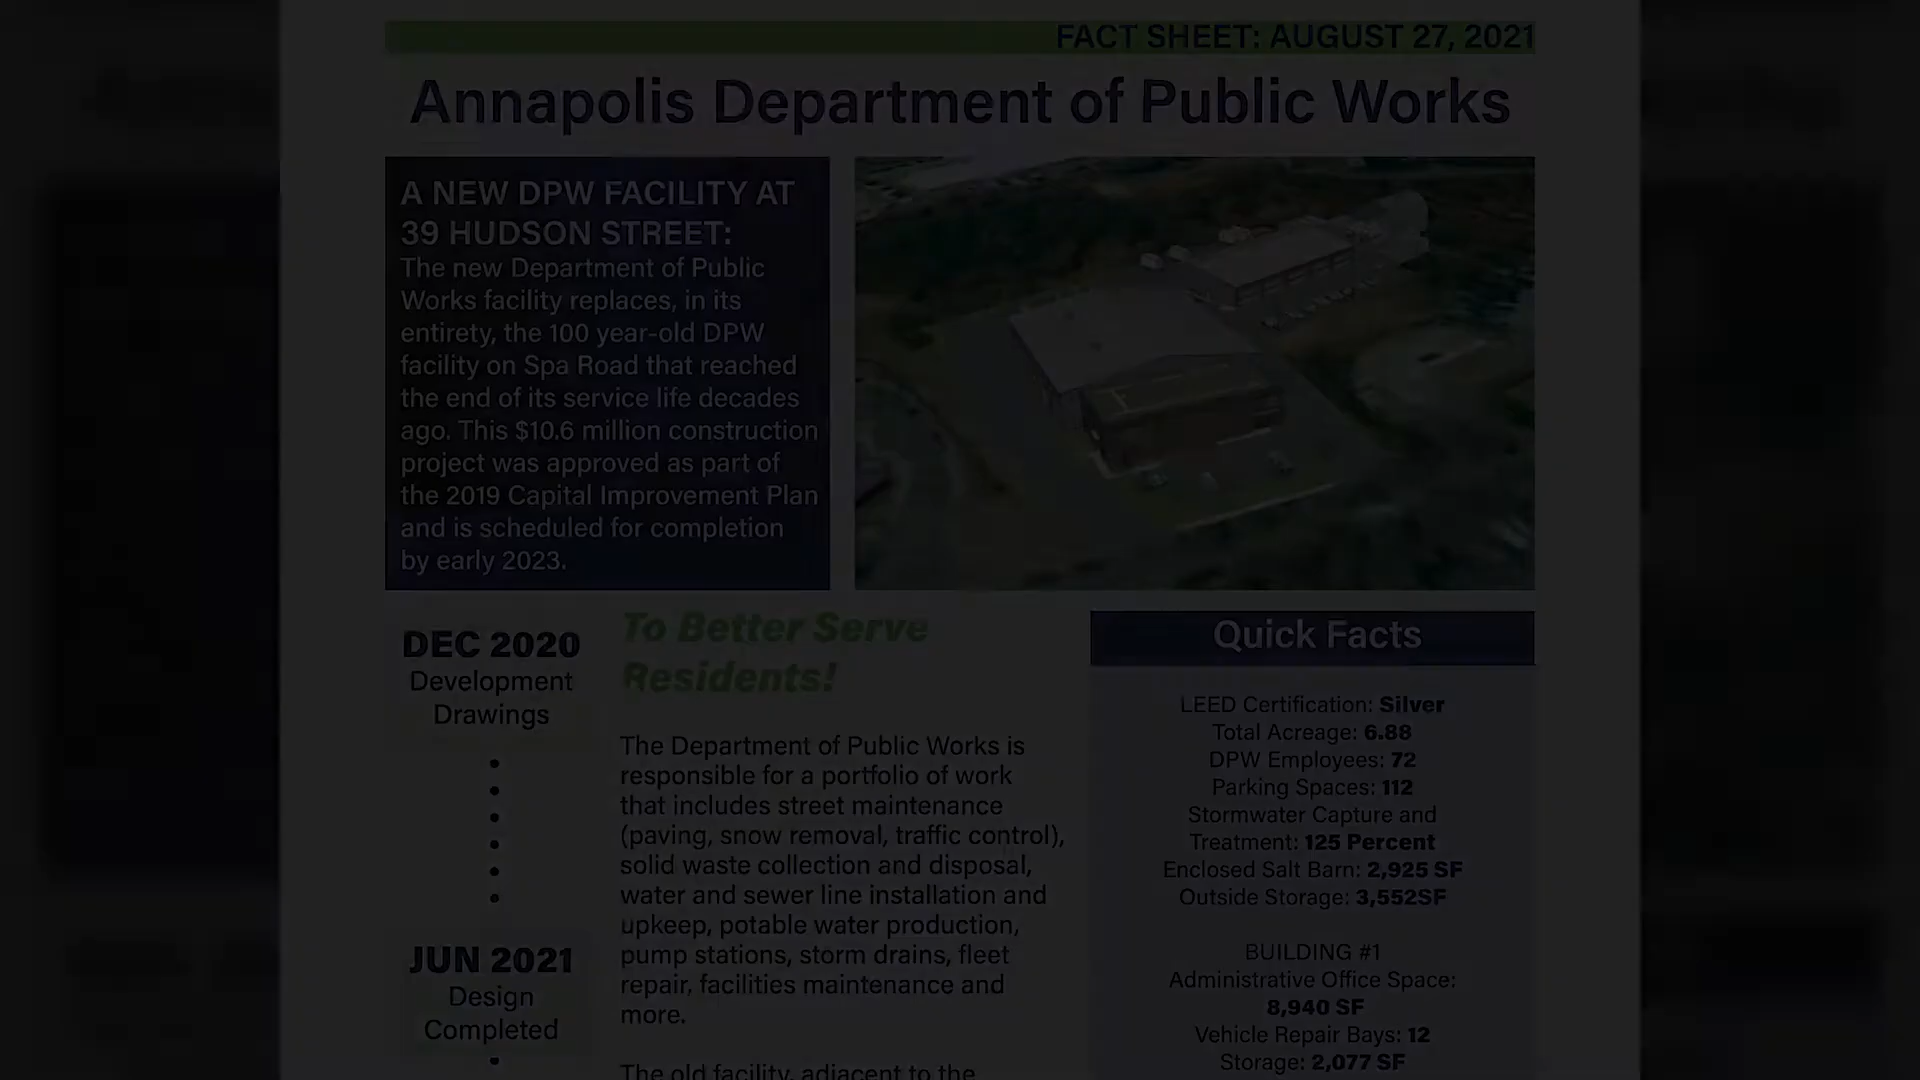 FACT SHEET: AUGUST 27, 2021
Annapolis Department of Public Works
A NEW DPW FACILITY AT
39 HUDSON STREET:
The new Department of Public
Works facility replaces, in its
entirety, the 100 year-old DPW
facility on Spa Road that reached
the end of its service life decades
ago. This $10.6 million construction
project was approved as part of
the 2019 Capital Improvement Plan
and is scheduled for completion
by early 2023.
DEC 2020
Development
Drawings
JUN 2021
Design
Completed
To Better Serve
Residents!
The Department of Public Works is
responsible for a portfolio of work
that includes street maintenance
(paving, snow removal, traffic control),
solid waste collection and disposal,
water and sewer line installation and
upkeep, potable water production,
pump stations, storm drains, fleet
repair, facilities maintenance and
more.
The old facility, adjacent to the
Quick Facts
LEED Certification: Silver
Total Acreage: 6.88
DPW Employees: 72
Parking Spaces: 112
Stormwater Capture and
Treatment: 125 Percent
Enclosed Salt Barn: 2,925 SF
Outside Storage: 3,552SF
BUILDING #1
Administrative Office Space:
8,940 SF
Vehicle Repair Bays: 12
Storage: 2,077 SF